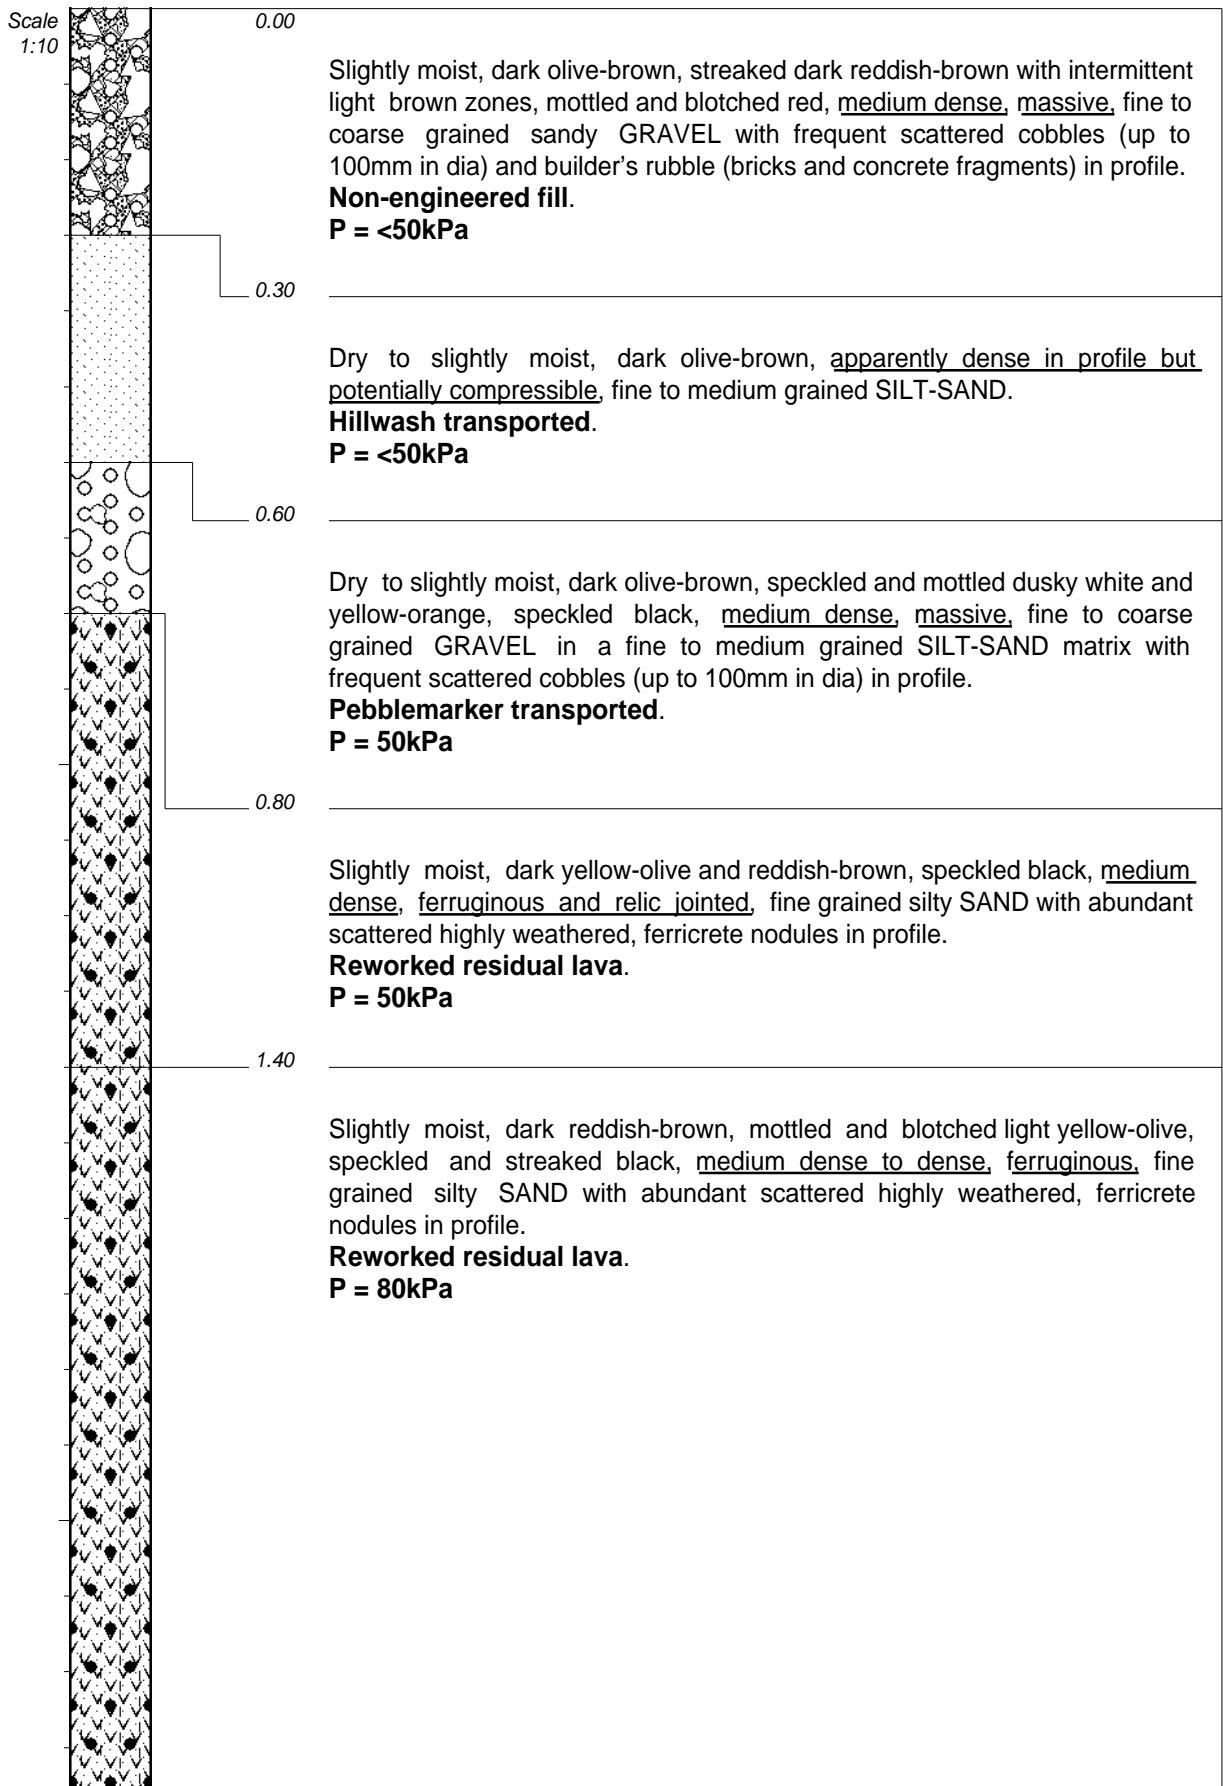 Scale
1:10
0.00
Slightly moist, dark olive-brown, streaked dark reddish-brown with intermittent
light brown zones, mottled and blotched red, medium dense, massive, fine to
coarse grained sandy GRAVEL with frequent scattered cobbles (up to
100mm in dia) and builder's rubble (bricks and concrete fragments) in profile.
Non-engineered fill.
P = <50kPa
0.30
Dry to slightly moist, dark olive-brown, apparently dense in profile but
potentially compressible, fine to medium grained SILT-SAND.
Hillwash transported.
P = <50kPa
0.60
Dry to slightly moist, dark olive-brown, speckled and mottled dusky white and
yellow-orange, speckled black, medium dense, massive, fine to coarse
grained GRAVEL in a fine to medium grained SILT-SAND matrix with
frequent scattered cobbles (up to 100mm in dia) in profile.
Pebblemarker transported.
P = 50kPa
0.80
Slightly moist, dark yellow-olive and reddish-brown, speckled black, medium
dense, ferruginous and relic jointed, fine grained silty SAND with abundant
scattered highly weathered, ferricrete nodules in profile.
Reworked residual lava.
P = 50kPa
1.40
Slightly moist, dark reddish-brown, mottled and blotched light yellow-olive,
speckled and streaked black, medium dense to dense, ferruginous, fine
grained silty SAND with abundant scattered highly weathered, ferricrete
nodules in profile.
Reworked residual lava.
P = 80kPa